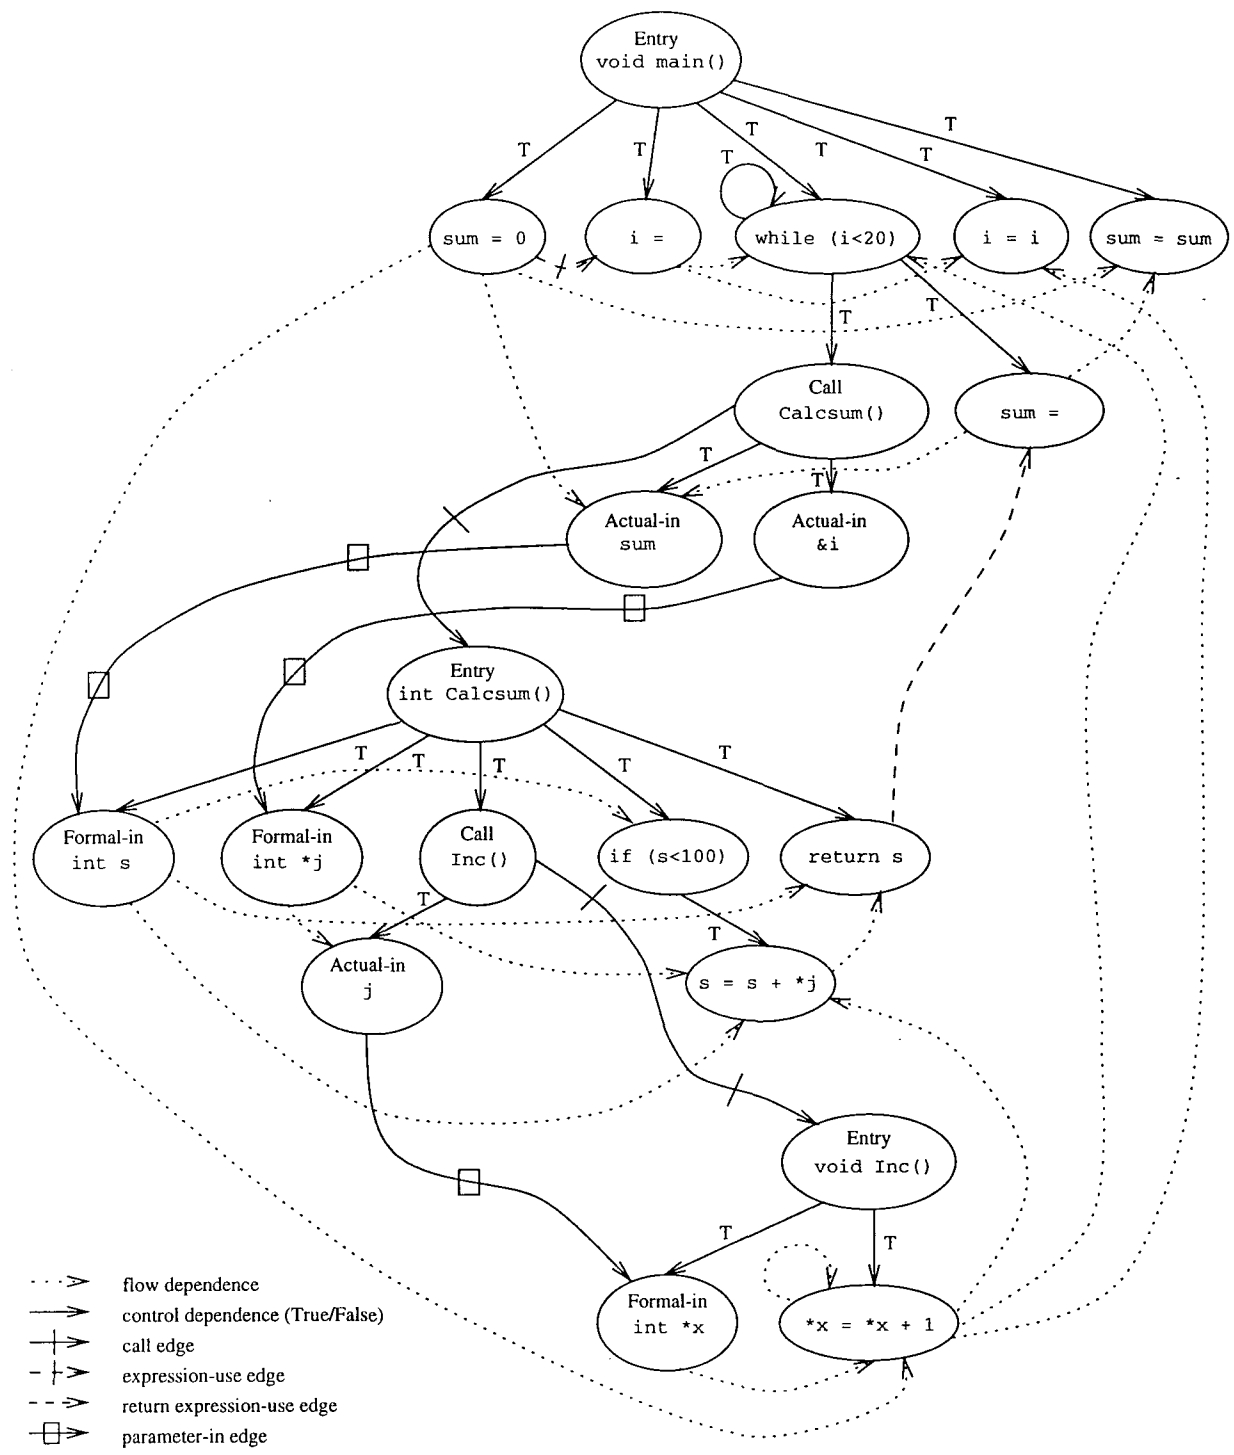 Entry
void main()
T
T
T
T
T
T
T
sum = 0
i =
while (i<20)
i = i
sum = sum
T
T
Call
Calcsum()
sum =
T
T
Actual-in
sum
Actual-in
&i
Entry
int Calcsum()
T
T
T
T
T
Formal-in
int s
Formal-in
int *j
Call
Inc()
if (s<100)
return s
T
T
Actual-in
j
s = s + *j
Entry
void Inc()
T
T
Formal-in
int *x
*x = *x + 1
flow dependence
control dependence (True/False)
call edge
expression-use edge
return expression-use edge
parameter-in edge